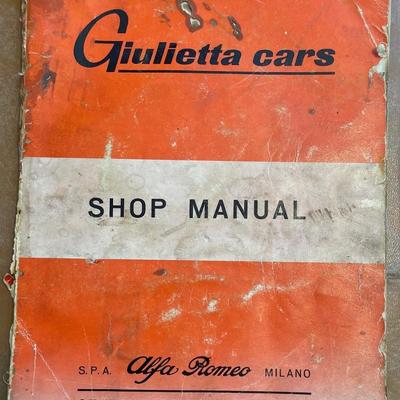 Giulietta cars
SHOP MANUAL
S.P.A. Alfa Romeo MILANO